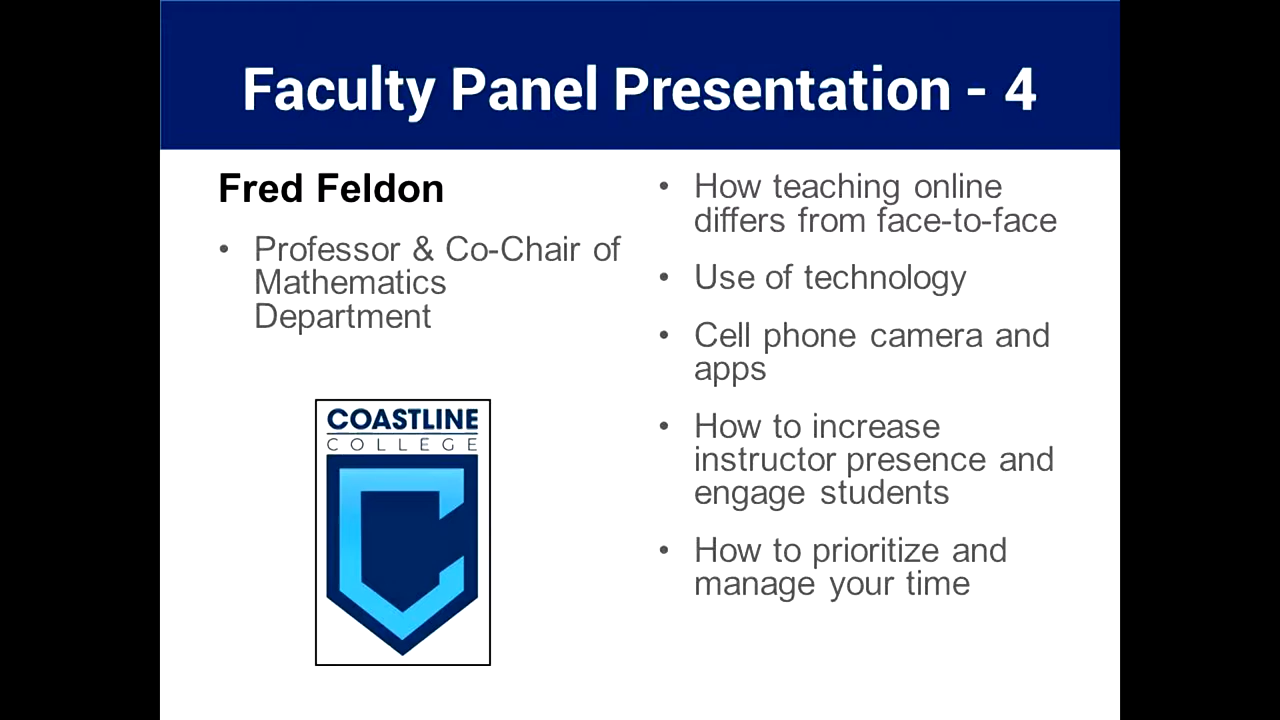 Faculty Panel Presentation - 4
Fred Feldon
• Professor & Co-Chair of
Mathematics
Department
COASTLINE
COLLEGE
• How teaching online
differs from face-to-face
• Use of technology
• Cell phone camera and
apps
• How to increase
instructor presence and
engage students
• How to prioritize and
manage your time